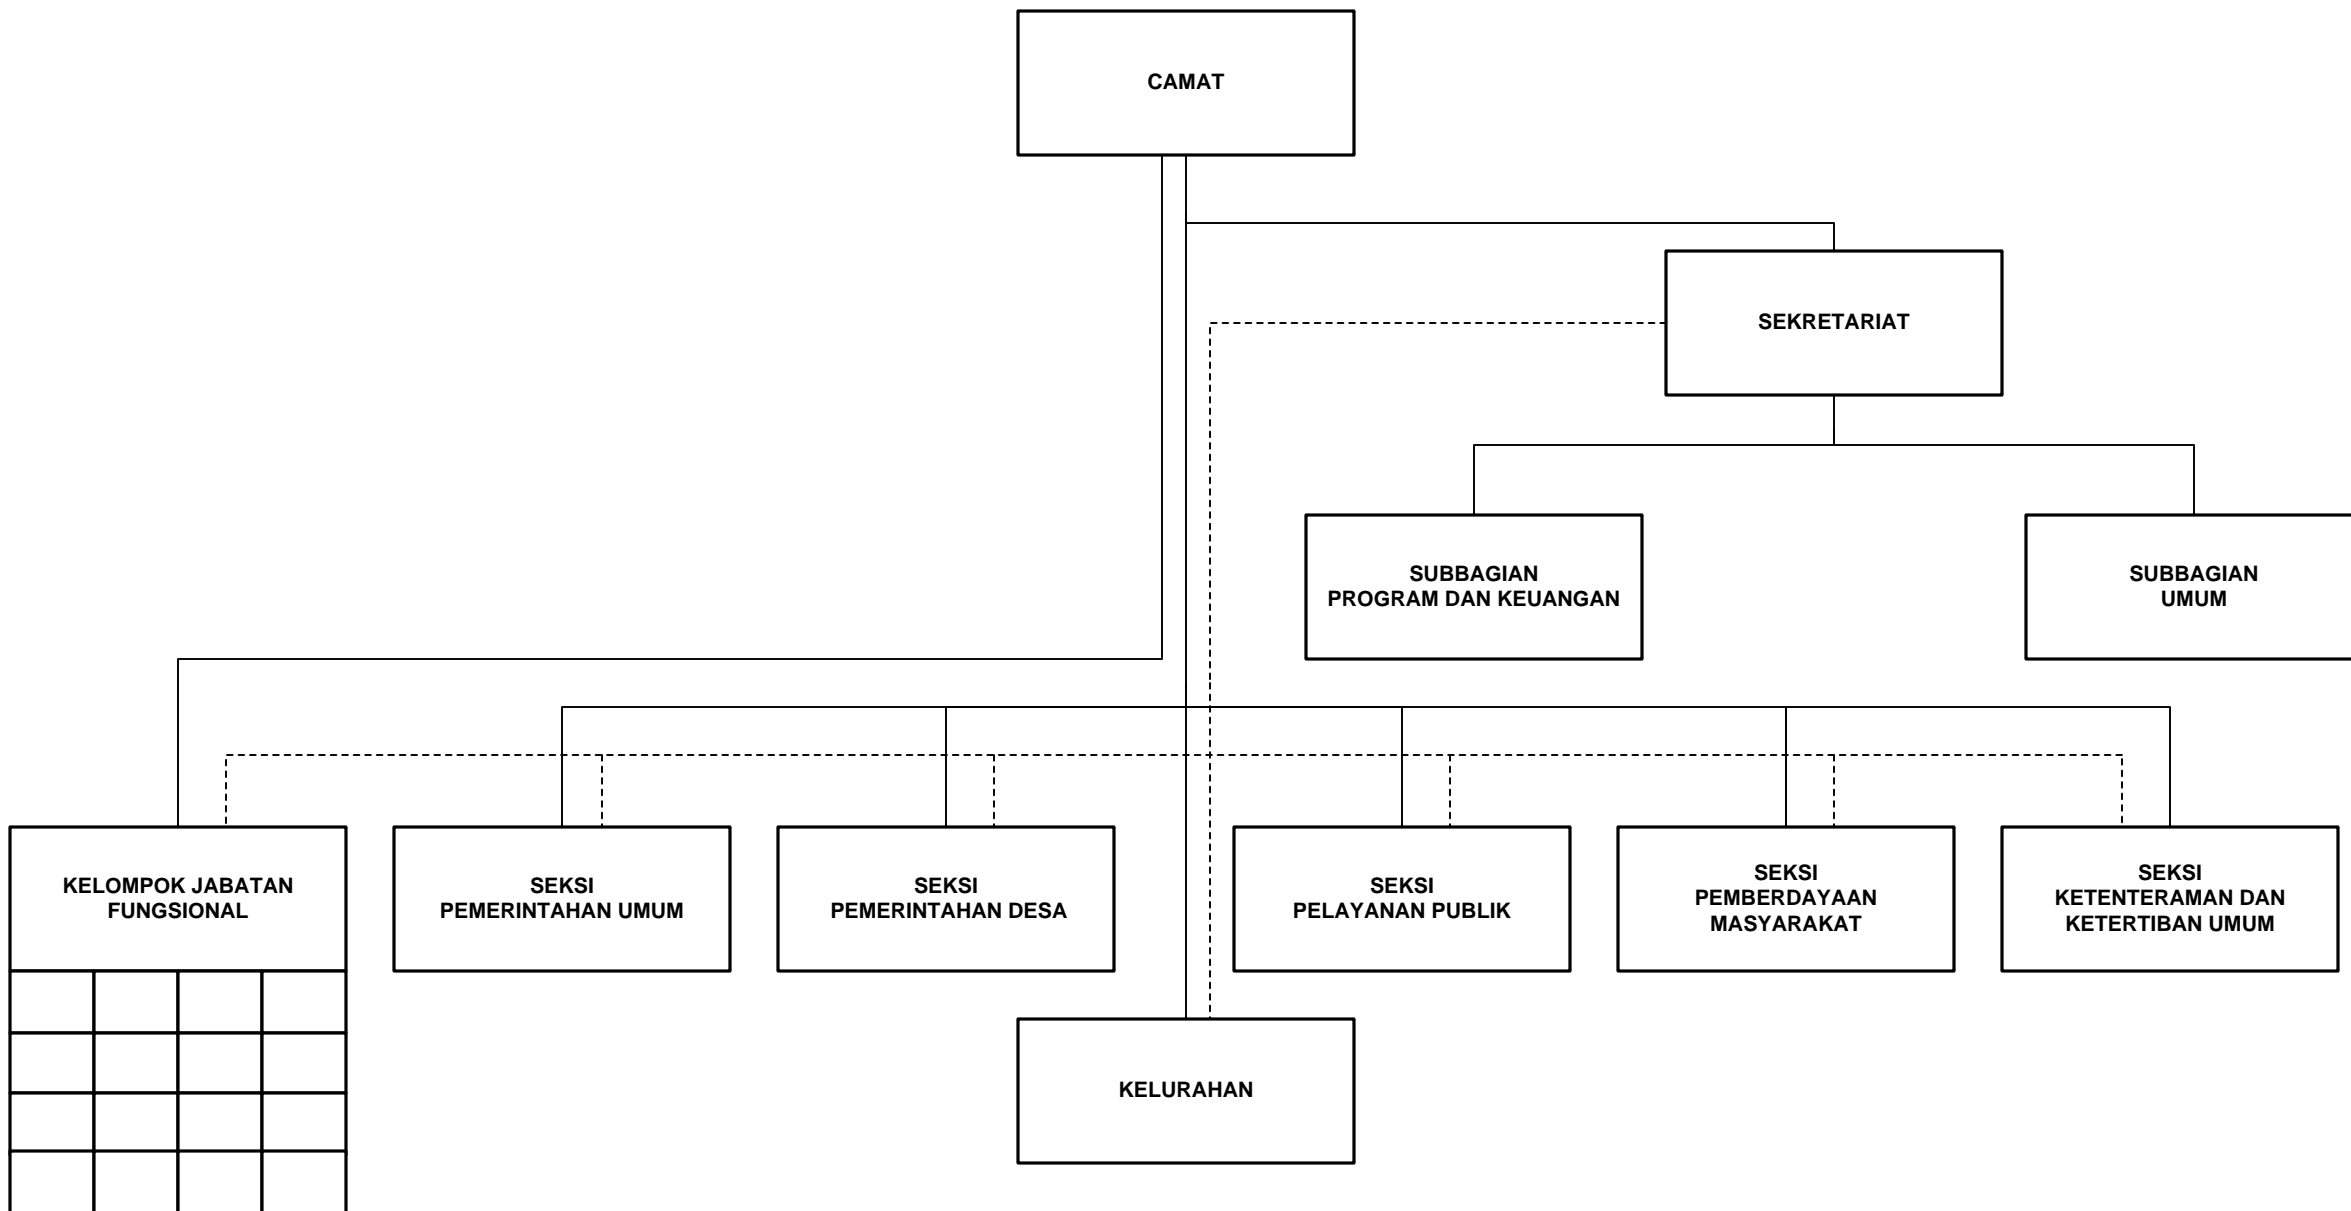 CAMAT
SEKRETARIAT
SUBBAGIAN
PROGRAM DAN KEUANGAN
SUBBAGIAN
UMUM
KELOMPOK JABATAN
FUNGSIONAL
SEKSI
PEMERINTAHAN UMUM
SEKSI
PEMERINTAHAN DESA
SEKSI
PELAYANAN PUBLIK
SEKSI
PEMBERDAYAAN
MASYARAKAT
SEKSI
KETENTERAMAN DAN
KETERTIBAN UMUM
KELURAHAN